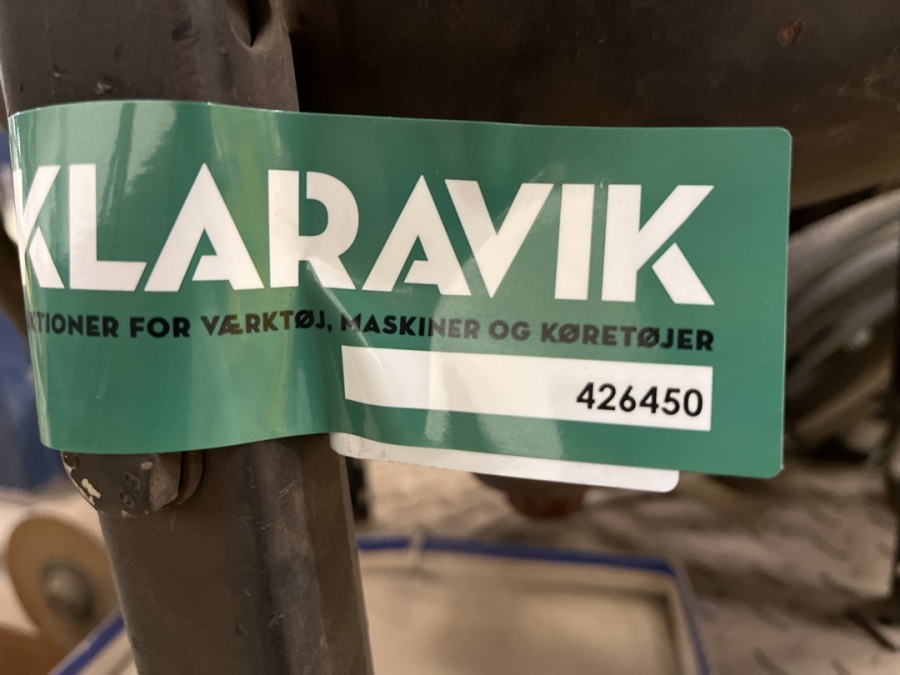 KLARAVIK
KTIONER FOR VÆRKTØJ, MASKINER OG KØRETØJER
426450